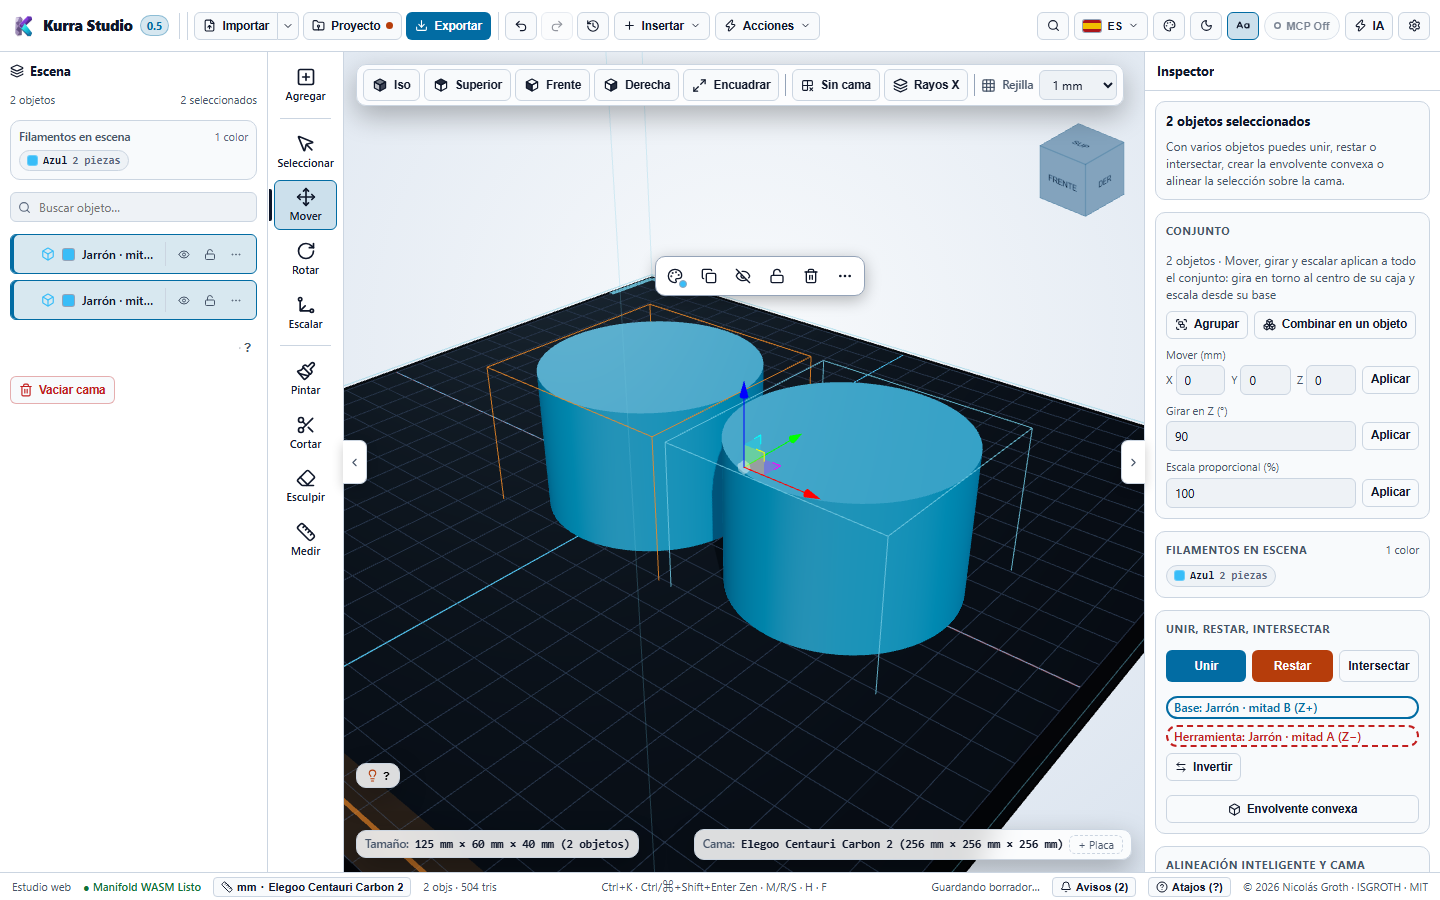 Kurra Studio 0.5 Importar Proyecto Exportar Insertar Acciones ES MCP Off IA
Escena
2 objetos 2 seleccionados
Filamentos en escena 1 color
Azul 2 piezas
Buscar objeto...
Jarrón · mit...
Jarrón · mit...
· ?
Vaciar cama
Agregar
Seleccionar
Mover
Rotar
Escalar
Pintar
Cortar
Esculpir
Medir
Iso Superior Frente Derecha Encuadrar Sin cama Rayos X Rejilla 1 mm
SUP
FRENTE DER
?
Tamaño: 125 mm × 60 mm × 40 mm (2 objetos)
Cama: Elegoo Centauri Carbon 2 (256 mm × 256 mm × 256 mm) + Placa
Inspector
2 objetos seleccionados
Con varios objetos puedes unir, restar o
intersectar, crear la envolvente convexa o
alinear la selección sobre la cama.
CONJUNTO
2 objetos · Mover, girar y escalar aplican a todo
el conjunto: gira en torno al centro de su caja y
escala desde su base
Agrupar Combinar en un objeto
Mover (mm)
X 0 Y 0 Z 0 Aplicar
Girar en Z (°)
90 Aplicar
Escala proporcional (%)
100 Aplicar
FILAMENTOS EN ESCENA 1 color
Azul 2 piezas
UNIR, RESTAR, INTERSECTAR
Unir Restar Intersectar
Base: Jarrón · mitad B (Z+)
Herramienta: Jarrón · mitad A (Z−)
Invertir
Envolvente convexa
ALINEACIÓN INTELIGENTE Y CAMA
Estudio web ● Manifold WASM Listo mm · Elegoo Centauri Carbon 2 2 objs · 504 tris Ctrl+K · Ctrl/⌘+Shift+Enter Zen · M/R/S · H · F Guardando borrador... Avisos (2) Atajos (?) © 2026 Nicolás Groth · ISGROTH · MIT